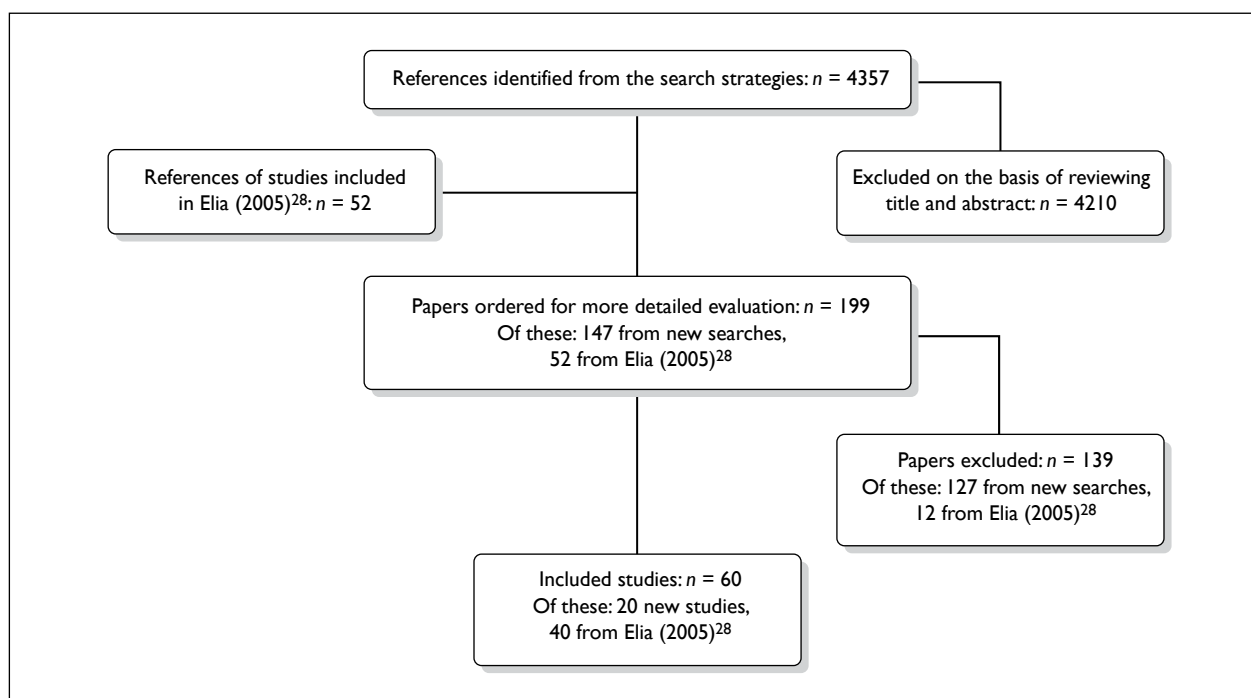 References identified from the search strategies: n = 4357
References of studies included
in Elia (2005)28: n = 52
Excluded on the basis of reviewing
title and abstract: n = 4210
Papers ordered for more detailed evaluation: n = 199
Of these: 147 from new searches,
52 from Elia (2005)28
Papers excluded: n = 139
Of these: 127 from new searches,
12 from Elia (2005)28
Included studies: n = 60
Of these: 20 new studies,
40 from Elia (2005)28